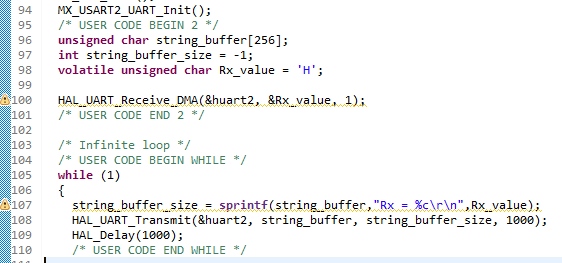 94 MX_USART2_UART_Init();
95 /* USER CODE BEGIN 2 */
96 unsigned char string_buffer[256];
97 int string_buffer_size = -1;
98 volatile unsigned char Rx_value = 'H';
99
100 HAL_UART_Receive_DMA(&huart2, &Rx_value, 1);
101 /* USER CODE END 2 */
102
103 /* Infinite loop */
104 /* USER CODE BEGIN WHILE */
105 while (1)
106 {
107 string_buffer_size = sprintf(string_buffer,"Rx = %c\r\n",Rx_value);
108 HAL_UART_Transmit(&huart2, string_buffer, string_buffer_size, 1000);
109 HAL_Delay(1000);
110 /* USER CODE END WHILE */